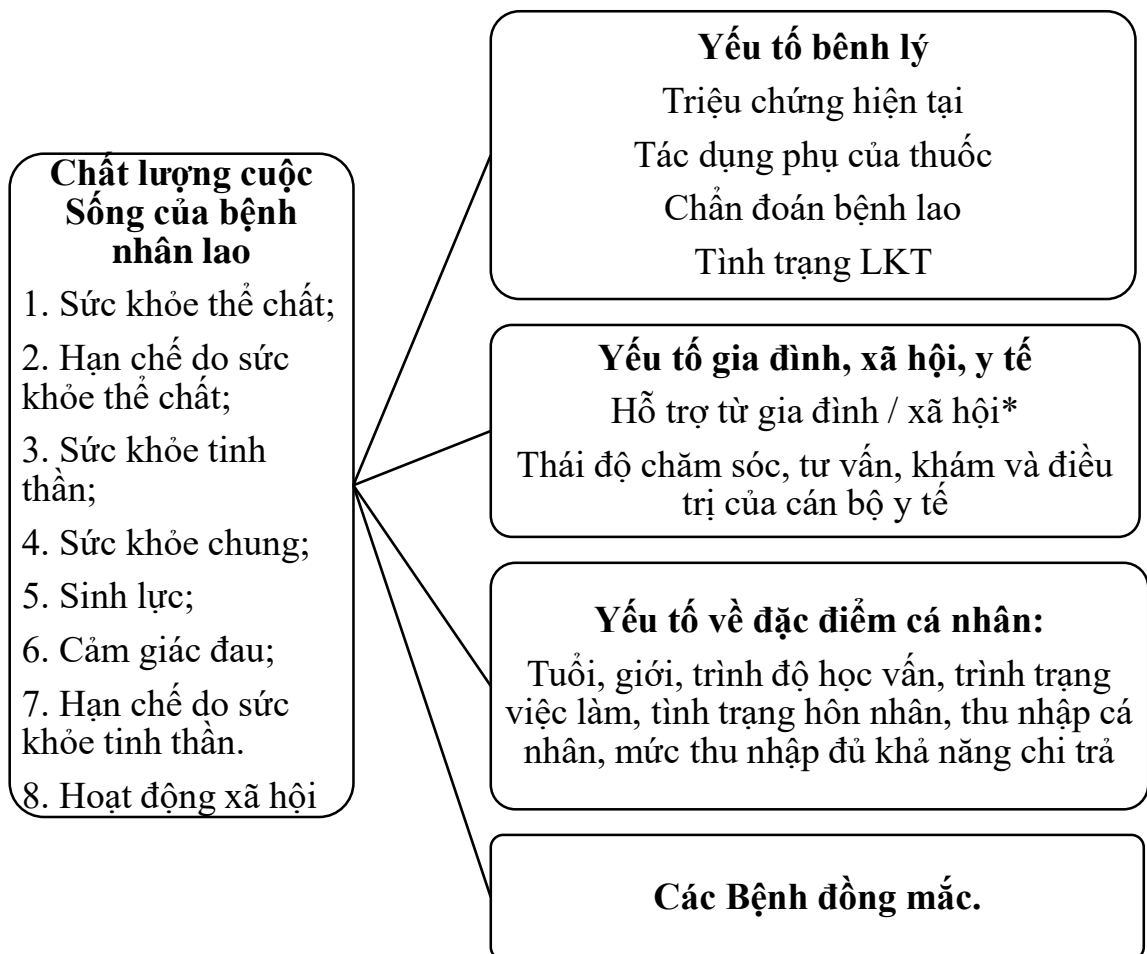 Chất lượng cuộc
Sống của bệnh
nhân lao
1. Sức khỏe thể chất;
2. Hạn chế do sức
khỏe thể chất;
3. Sức khỏe tinh
thần;
4. Sức khỏe chung;
5. Sinh lực;
6. Cảm giác đau;
7. Hạn chế do sức
khỏe tinh thần.
8. Hoạt động xã hội
Yếu tố bênh lý
Triệu chứng hiện tại
Tác dụng phụ của thuốc
Chẩn đoán bệnh lao
Tình trạng LKT
Yếu tố gia đình, xã hội, y tế
Hỗ trợ từ gia đình / xã hội*
Thái độ chăm sóc, tư vấn, khám và điều
trị của cán bộ y tế
Yếu tố về đặc điểm cá nhân:
Tuổi, giới, trình độ học vấn, trình trạng
việc làm, tình trạng hôn nhân, thu nhập cá
nhân, mức thu nhập đủ khả năng chi trả
Các Bệnh đồng mắc.